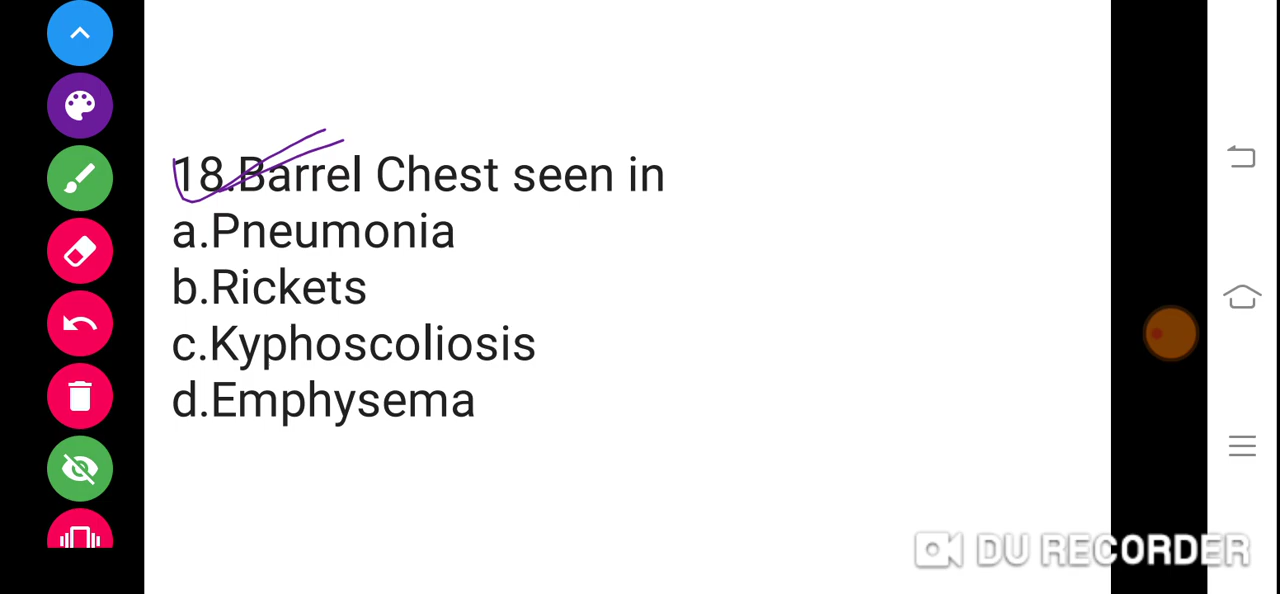 18.Barrel Chest seen in
a.Pneumonia
b.Rickets
c.Kyphoscoliosis
d.Emphysema
DU RECORDER